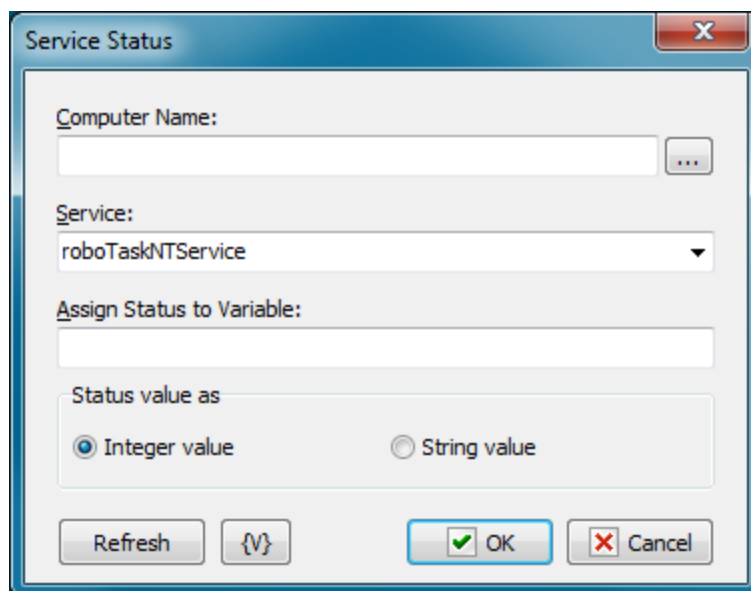 Service Status
Computer Name:
...
Service:
roboTaskNTService
Assign Status to Variable:
Status value as
Integer value String value
Refresh {V} OK Cancel